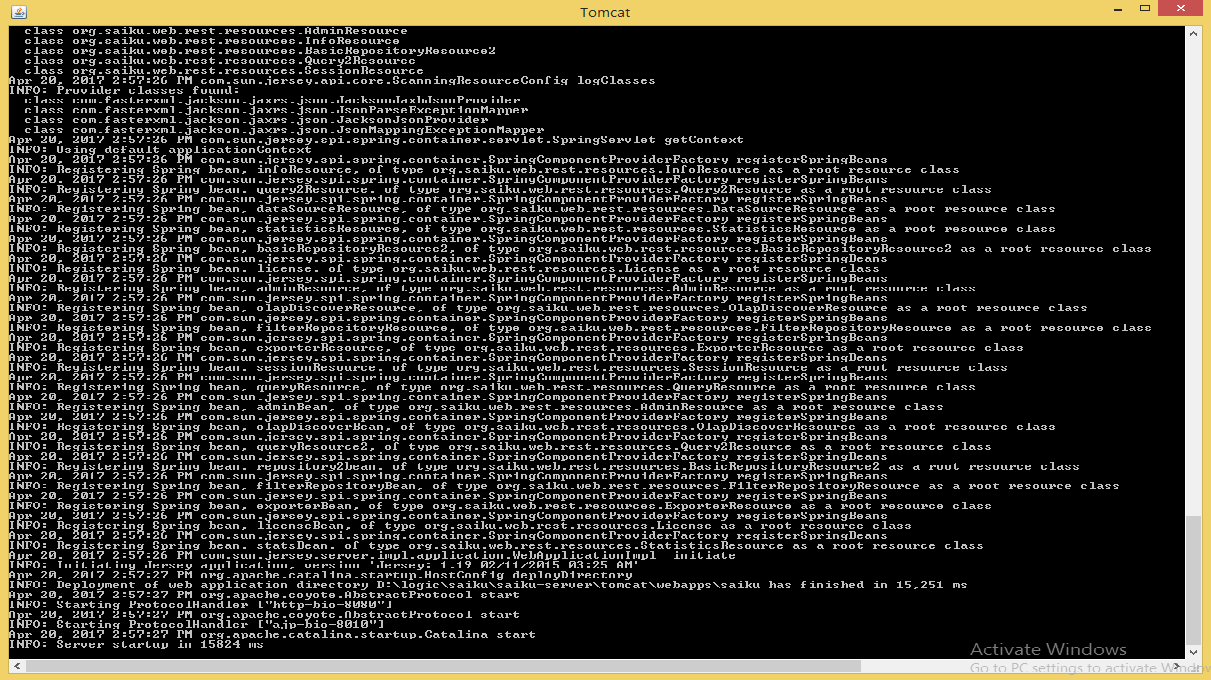 Tomcat
class org.saiku.web.rest.resources.AdminResource
class org.saiku.web.rest.resources.InfoResource
class org.saiku.web.rest.resources.BasicRepositoryResource2
class org.saiku.web.rest.resources.Query2Resource
class org.saiku.web.rest.resources.SessionResource
Apr 20, 2017 2:57:26 PM com.sun.jersey.api.core.ScanningResourceConfig logClasses
INFO: Provider classes found:
class com.fasterxml.jackson.jaxrs.json.JacksonJaxbJsonProvider
class com.fasterxml.jackson.jaxrs.json.JsonParseExceptionMapper
class com.fasterxml.jackson.jaxrs.json.JacksonJsonProvider
class com.fasterxml.jackson.jaxrs.json.JsonMappingExceptionMapper
Apr 20, 2017 2:57:26 PM com.sun.jersey.spi.spring.container.servlet.SpringServlet getContext
INFO: Using default applicationContext
Apr 20, 2017 2:57:26 PM com.sun.jersey.spi.spring.container.SpringComponentProviderFactory registerSpringBeans
INFO: Registering Spring bean, infoResource, of type org.saiku.web.rest.resources.InfoResource as a root resource class
Apr 20, 2017 2:57:26 PM com.sun.jersey.spi.spring.container.SpringComponentProviderFactory registerSpringBeans
INFO: Registering Spring bean, query2Resource, of type org.saiku.web.rest.resources.Query2Resource as a root resource class
Apr 20, 2017 2:57:26 PM com.sun.jersey.spi.spring.container.SpringComponentProviderFactory registerSpringBeans
INFO: Registering Spring bean, dataSourceResource, of type org.saiku.web.rest.resources.DataSourceResource as a root resource class
Apr 20, 2017 2:57:26 PM com.sun.jersey.spi.spring.container.SpringComponentProviderFactory registerSpringBeans
INFO: Registering Spring bean, statisticsResource, of type org.saiku.web.rest.resources.StatisticsResource as a root resource class
Apr 20, 2017 2:57:26 PM com.sun.jersey.spi.spring.container.SpringComponentProviderFactory registerSpringBeans
INFO: Registering Spring bean, basicRepositoryResource2, of type org.saiku.web.rest.resources.BasicRepositoryResource2 as a root resource class
Apr 20, 2017 2:57:26 PM com.sun.jersey.spi.spring.container.SpringComponentProviderFactory registerSpringBeans
INFO: Registering Spring bean, license, of type org.saiku.web.rest.resources.License as a root resource class
Apr 20, 2017 2:57:26 PM com.sun.jersey.spi.spring.container.SpringComponentProviderFactory registerSpringBeans
INFO: Registering Spring bean, adminResource, of type org.saiku.web.rest.resources.AdminResource as a root resource class
Apr 20, 2017 2:57:26 PM com.sun.jersey.spi.spring.container.SpringComponentProviderFactory registerSpringBeans
INFO: Registering Spring bean, olapDiscoverResource, of type org.saiku.web.rest.resources.OlapDiscoverResource as a root resource class
Apr 20, 2017 2:57:26 PM com.sun.jersey.spi.spring.container.SpringComponentProviderFactory registerSpringBeans
INFO: Registering Spring bean, filterRepositoryResource, of type org.saiku.web.rest.resources.FilterRepositoryResource as a root resource class
Apr 20, 2017 2:57:26 PM com.sun.jersey.spi.spring.container.SpringComponentProviderFactory registerSpringBeans
INFO: Registering Spring bean, exporterResource, of type org.saiku.web.rest.resources.ExporterResource as a root resource class
Apr 20, 2017 2:57:26 PM com.sun.jersey.spi.spring.container.SpringComponentProviderFactory registerSpringBeans
INFO: Registering Spring bean, sessionResource, of type org.saiku.web.rest.resources.SessionResource as a root resource class
Apr 20, 2017 2:57:26 PM com.sun.jersey.spi.spring.container.SpringComponentProviderFactory registerSpringBeans
INFO: Registering Spring bean, queryResource, of type org.saiku.web.rest.resources.QueryResource as a root resource class
Apr 20, 2017 2:57:26 PM com.sun.jersey.spi.spring.container.SpringComponentProviderFactory registerSpringBeans
INFO: Registering Spring bean, adminBean, of type org.saiku.web.rest.resources.AdminResource as a root resource class
Apr 20, 2017 2:57:26 PM com.sun.jersey.spi.spring.container.SpringComponentProviderFactory registerSpringBeans
INFO: Registering Spring bean, olapDiscoverBean, of type org.saiku.web.rest.resources.OlapDiscoverResource as a root resource class
Apr 20, 2017 2:57:26 PM com.sun.jersey.spi.spring.container.SpringComponentProviderFactory registerSpringBeans
INFO: Registering Spring bean, queryResource2, of type org.saiku.web.rest.resources.Query2Resource as a root resource class
Apr 20, 2017 2:57:26 PM com.sun.jersey.spi.spring.container.SpringComponentProviderFactory registerSpringBeans
INFO: Registering Spring bean, repository2bean, of type org.saiku.web.rest.resources.BasicRepositoryResource2 as a root resource class
Apr 20, 2017 2:57:26 PM com.sun.jersey.spi.spring.container.SpringComponentProviderFactory registerSpringBeans
INFO: Registering Spring bean, filterRepositoryBean, of type org.saiku.web.rest.resources.FilterRepositoryResource as a root resource class
Apr 20, 2017 2:57:26 PM com.sun.jersey.spi.spring.container.SpringComponentProviderFactory registerSpringBeans
INFO: Registering Spring bean, exporterBean, of type org.saiku.web.rest.resources.ExporterResource as a root resource class
Apr 20, 2017 2:57:26 PM com.sun.jersey.spi.spring.container.SpringComponentProviderFactory registerSpringBeans
INFO: Registering Spring bean, licenseBean, of type org.saiku.web.rest.resources.License as a root resource class
Apr 20, 2017 2:57:26 PM com.sun.jersey.spi.spring.container.SpringComponentProviderFactory registerSpringBeans
INFO: Registering Spring bean, statsBean, of type org.saiku.web.rest.resources.StatisticsResource as a root resource class
Apr 20, 2017 2:57:26 PM com.sun.jersey.server.impl.application.WebApplicationImpl _initiate
INFO: Initiating Jersey application, version 'Jersey: 1.19 02/11/2015 03:25 AM'
Apr 20, 2017 2:57:27 PM org.apache.catalina.startup.HostConfig deployDirectory
INFO: Deployment of web application directory D:\logic\saiku\saiku-server\tomcat\webapps\saiku has finished in 15,251 ms
Apr 20, 2017 2:57:27 PM org.apache.coyote.AbstractProtocol start
INFO: Starting ProtocolHandler ["http-bio-8080"]
Apr 20, 2017 2:57:27 PM org.apache.coyote.AbstractProtocol start
INFO: Starting ProtocolHandler ["ajp-bio-8010"]
Apr 20, 2017 2:57:27 PM org.apache.catalina.startup.Catalina start
INFO: Server startup in 15824 ms
Activate Windows
Go to PC settings to activate Windows